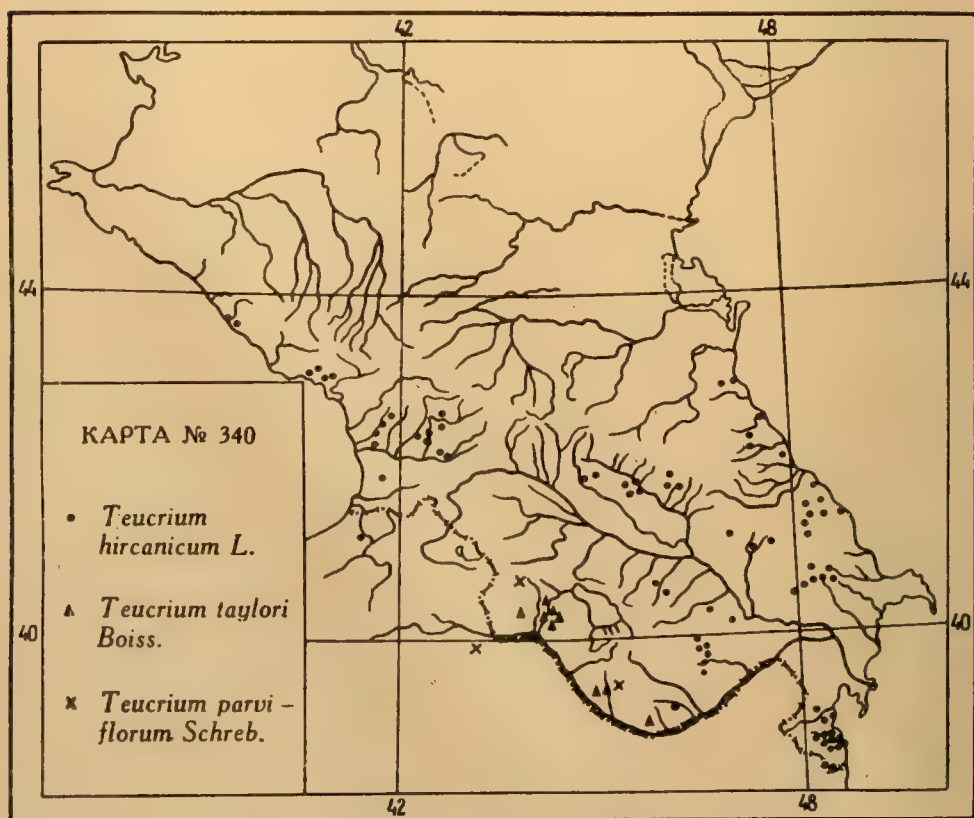 42
48
44
44
КАРТА № 340
Teucrium
hircanicum L.
Teucrium taylori
Boiss.
Teucrium parvi-
florum Schreb.
40
40
42
48